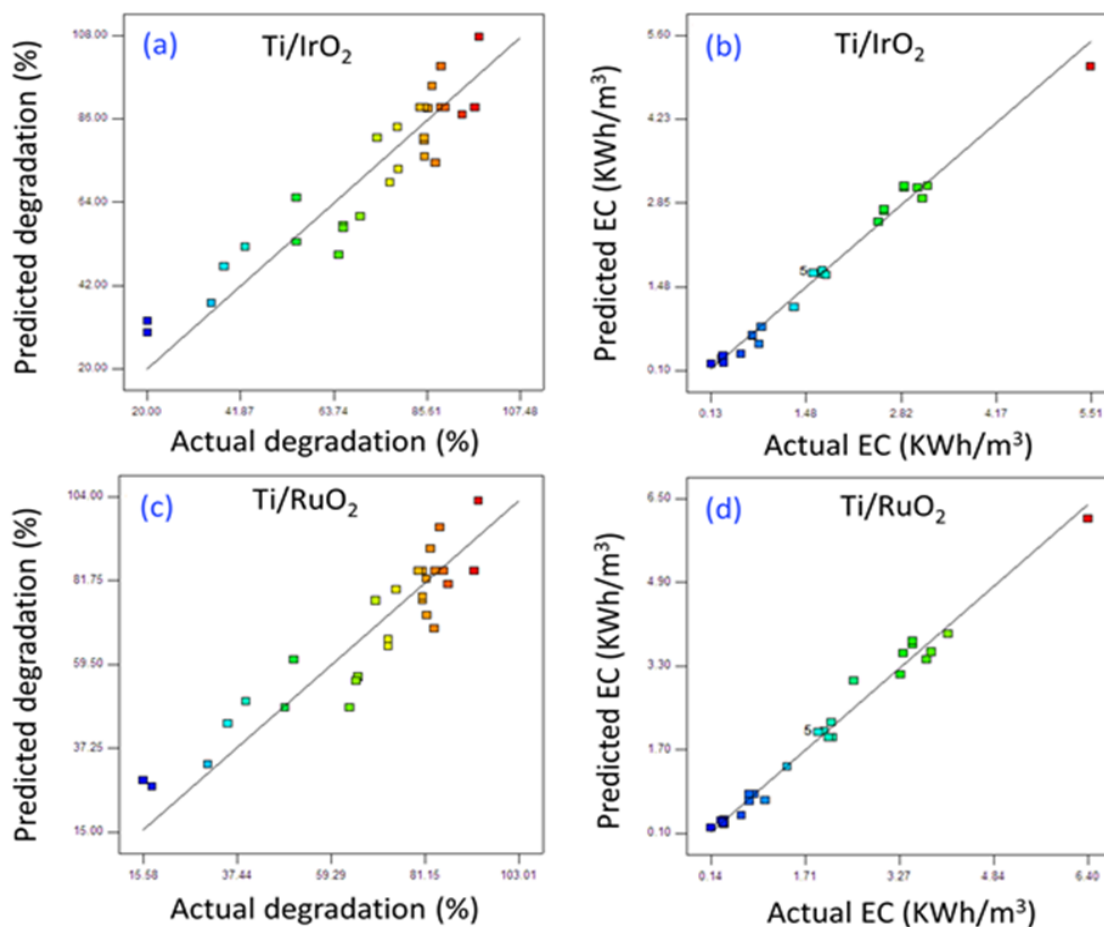 (a)
Ti/IrO₂
Predicted degradation (%)
108.00
86.00
64.00
42.00
20.00
20.00 41.87 63.74 85.61 107.48
Actual degradation (%)
(b)
Ti/IrO₂
Predicted EC (KWh/m³)
5.60
4.23
2.85
1.48
0.10
5
0.13 1.48 2.82 4.17 5.51
Actual EC (KWh/m³)
(c)
Ti/RuO₂
Predicted degradation (%)
104.00
81.75
59.50
37.25
15.00
15.58 37.44 59.29 81.15 103.01
Actual degradation (%)
(d)
Ti/RuO₂
Predicted EC (KWh/m³)
6.50
4.90
3.30
1.70
0.10
5
0.14 1.71 3.27 4.84 6.40
Actual EC (KWh/m³)